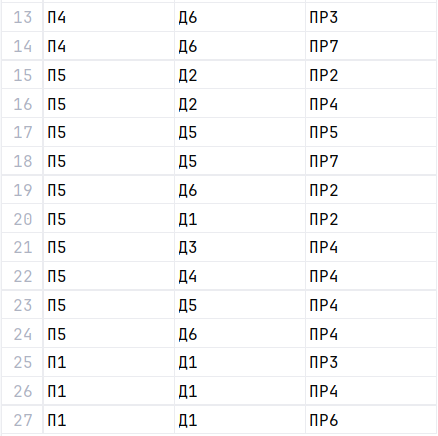 13 П4 Д6 ПР3
14 П4 Д6 ПР7
15 П5 Д2 ПР2
16 П5 Д2 ПР4
17 П5 Д5 ПР5
18 П5 Д5 ПР7
19 П5 Д6 ПР2
20 П5 Д1 ПР2
21 П5 Д3 ПР4
22 П5 Д4 ПР4
23 П5 Д5 ПР4
24 П5 Д6 ПР4
25 П1 Д1 ПР3
26 П1 Д1 ПР4
27 П1 Д1 ПР6